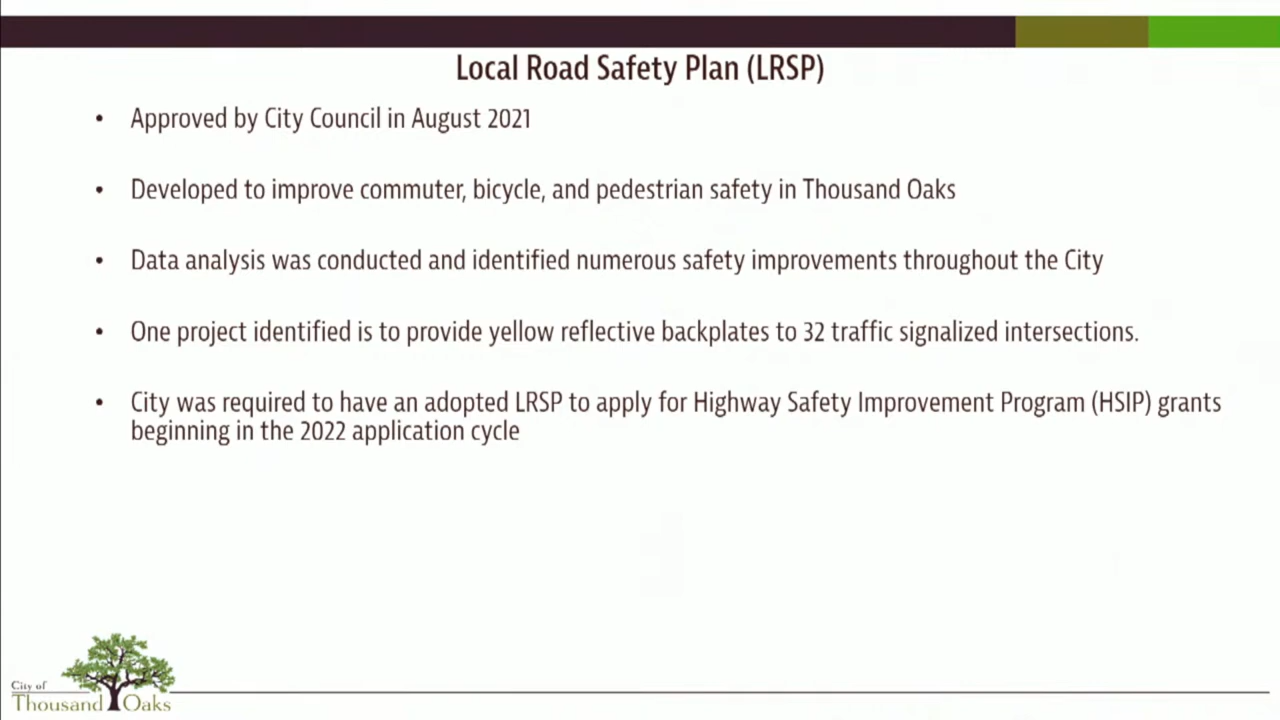 Local Road Safety Plan (LRSP)
• Approved by City Council in August 2021
• Developed to improve commuter, bicycle, and pedestrian safety in Thousand Oaks
• Data analysis was conducted and identified numerous safety improvements throughout the City
• One project identified is to provide yellow reflective backplates to 32 traffic signalized intersections.
• City was required to have an adopted LRSP to apply for Highway Safety Improvement Program (HSIP) grants
beginning in the 2022 application cycle
City of
Thousand Oaks